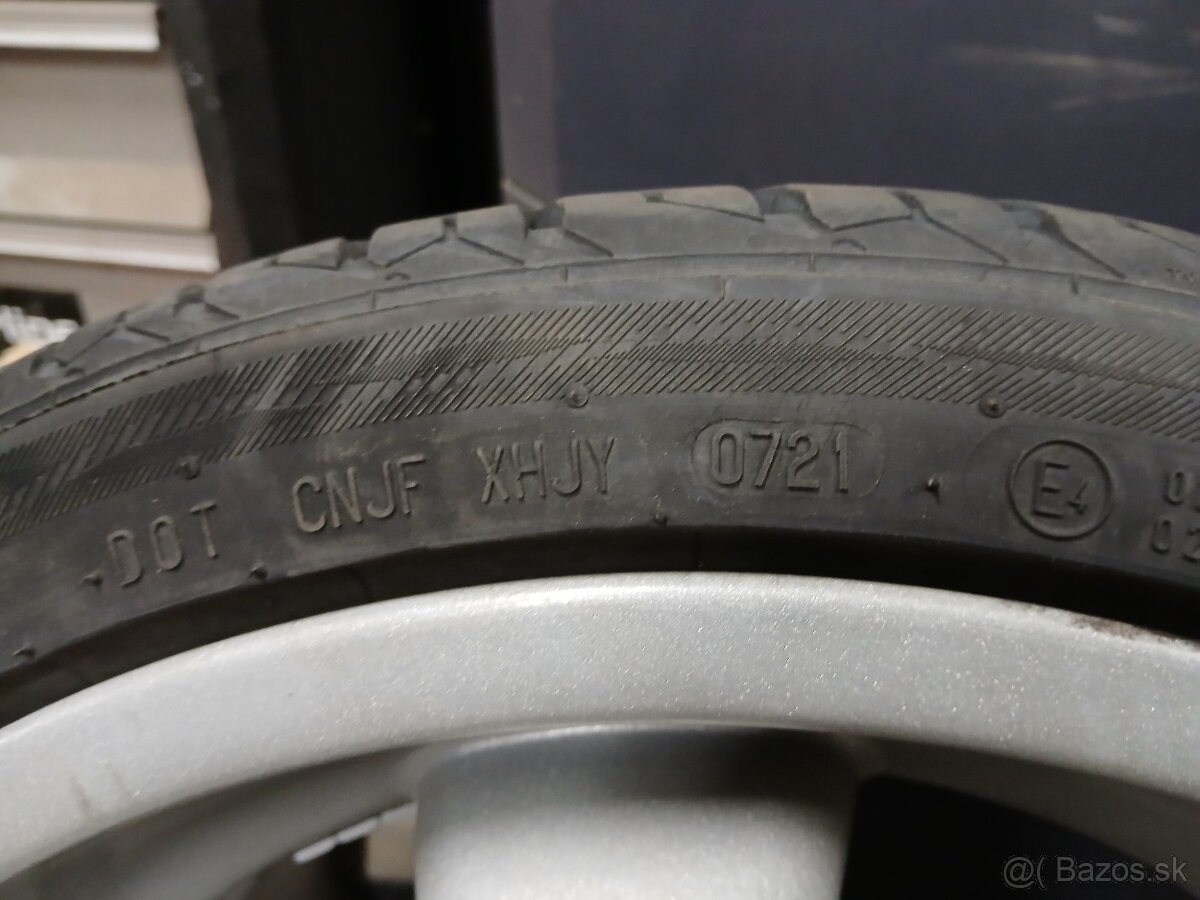 DOT CNJF XHJY 0721 E4
@( Bazos.sk